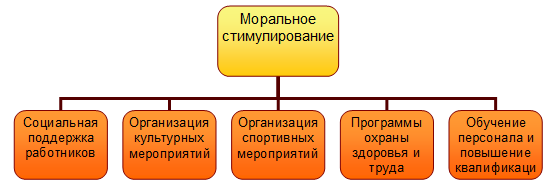 Моральное
стимулирование
Социальная
поддержка
работников
Организация
культурных
мероприятий
Организация
спортивных
мероприятий
Программы
охраны
здоровья и
труда
Обучение
персонала и
повышение
квалификаци